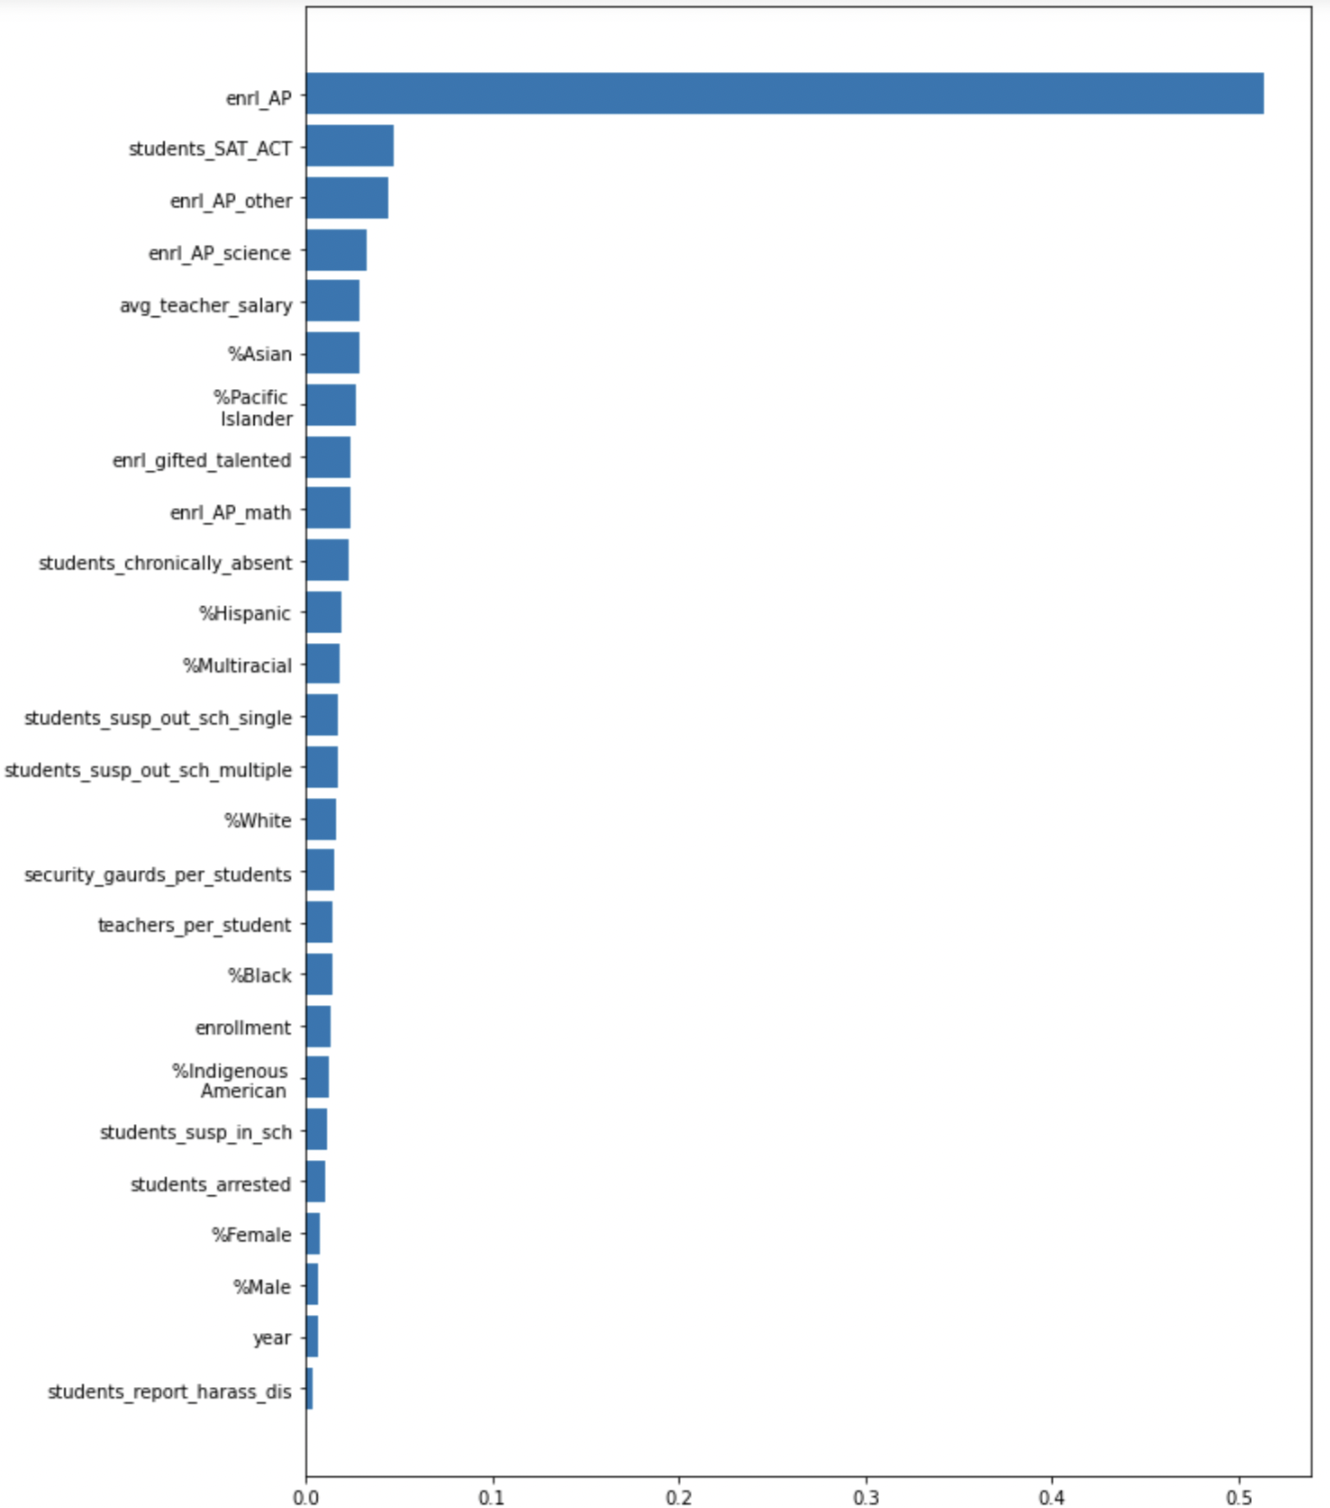 enrl_AP
students_SAT_ACT
enrl_AP_other
enrl_AP_science
avg_teacher_salary
%Asian
%Pacific
Islander
enrl_gifted_talented
enrl_AP_math
students_chronically_absent
%Hispanic
%Multiracial
students_susp_out_sch_single
students_susp_out_sch_multiple
%White
security_gaurds_per_students
teachers_per_student
%Black
enrollment
%Indigenous
American
students_susp_in_sch
students_arrested
%Female
%Male
year
students_report_harass_dis
0.0 0.1 0.2 0.3 0.4 0.5